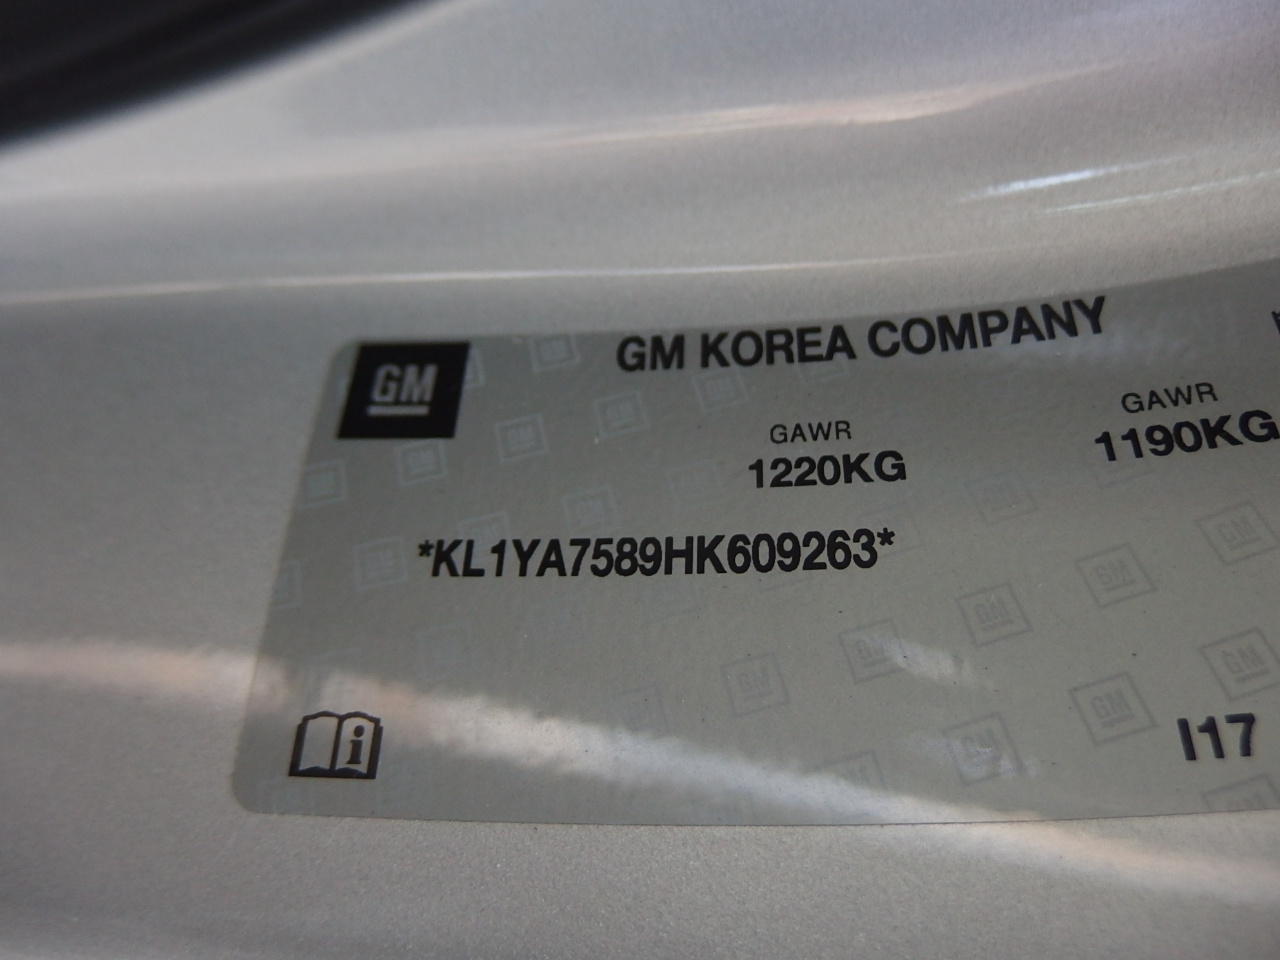 GM
GM KOREA COMPANY
GAWR
1220KG
GAWR
1190KG
*KL1YA7589HK609263*
i
I17